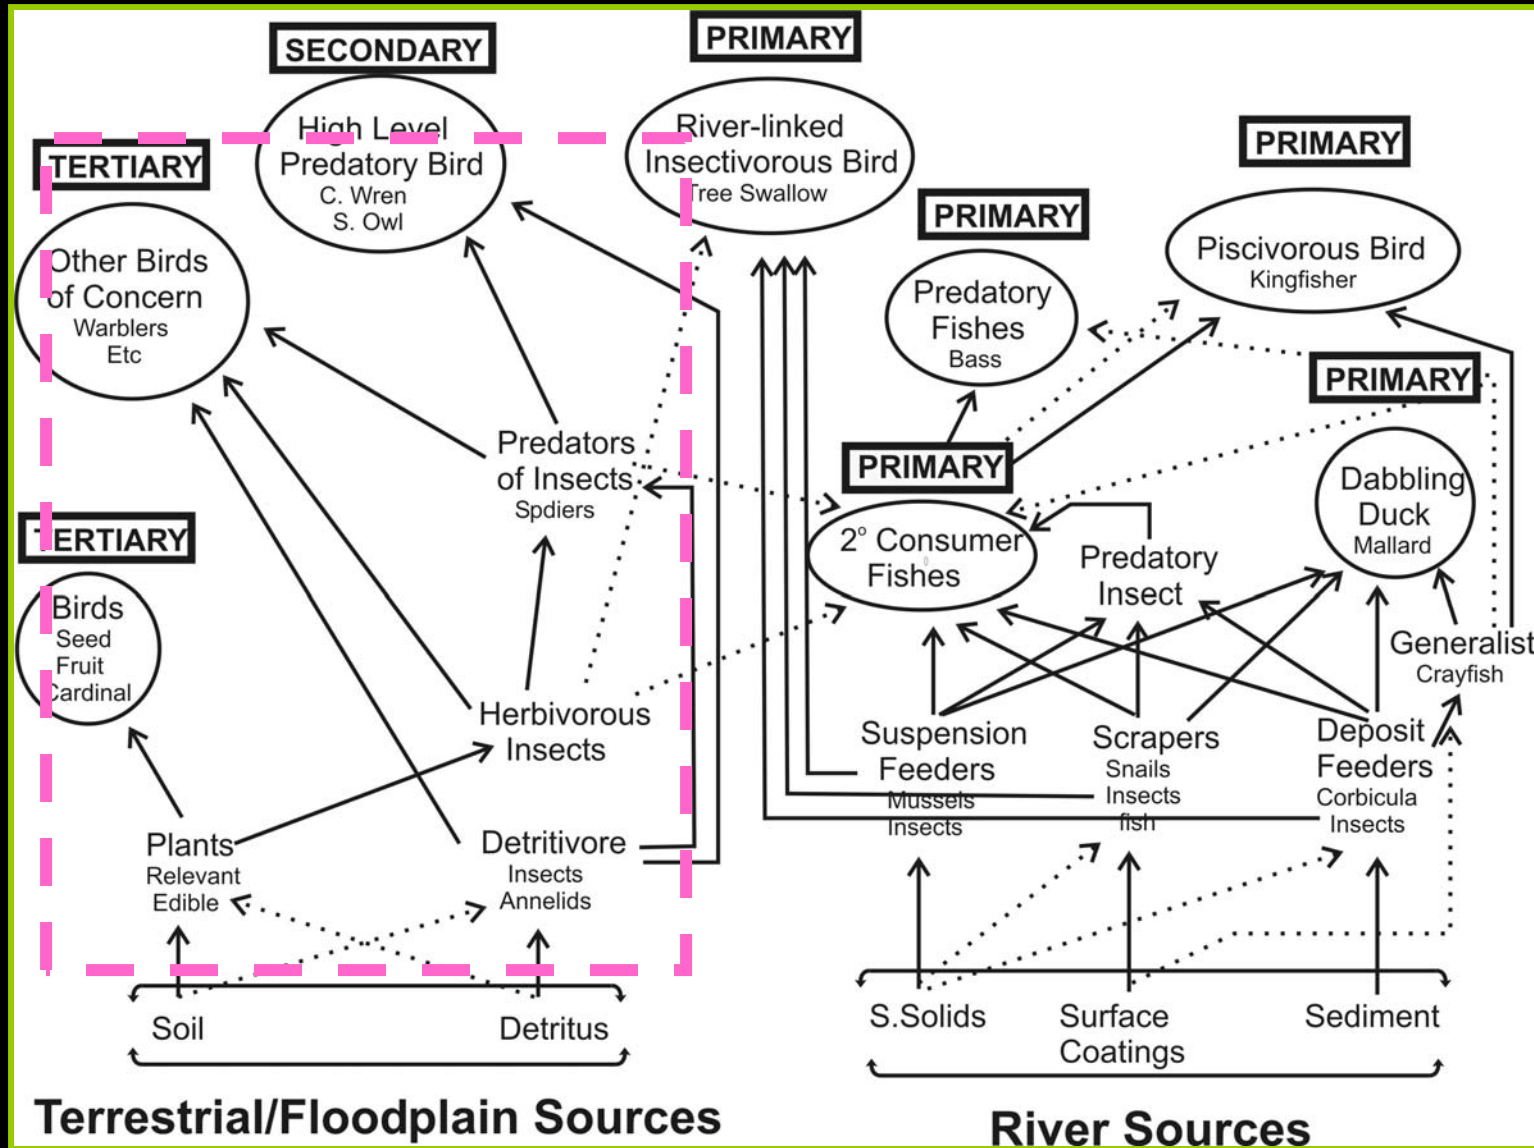 SECONDARY
High Level
Predatory Bird
C. Wren
S. Owl
PRIMARY
River-linked
Insectivorous Bird
Tree Swallow
TERTIARY
Other Birds
of Concern
Warblers
Etc
PRIMARY
Predatory
Fishes
Bass
PRIMARY
Piscivorous Bird
Kingfisher
PRIMARY
Dabbling
Duck
Mallard
PRIMARY
2° Consumer
Fishes
Predators
of Insects
Spdiers
TERTIARY
Birds
Seed
Fruit
Cardinal
Predatory
Insect
Generalist
Crayfish
Herbivorous
Insects
Suspension
Feeders
Mussels
Insects
Scrapers
Snails
Insects
fish
Deposit
Feeders
Corbicula
Insects
Plants
Relevant
Edible
Detritivore
Insects
Annelids
Soil
Detritus
S.Solids
Surface
Coatings
Sediment
Terrestrial/Floodplain Sources
River Sources